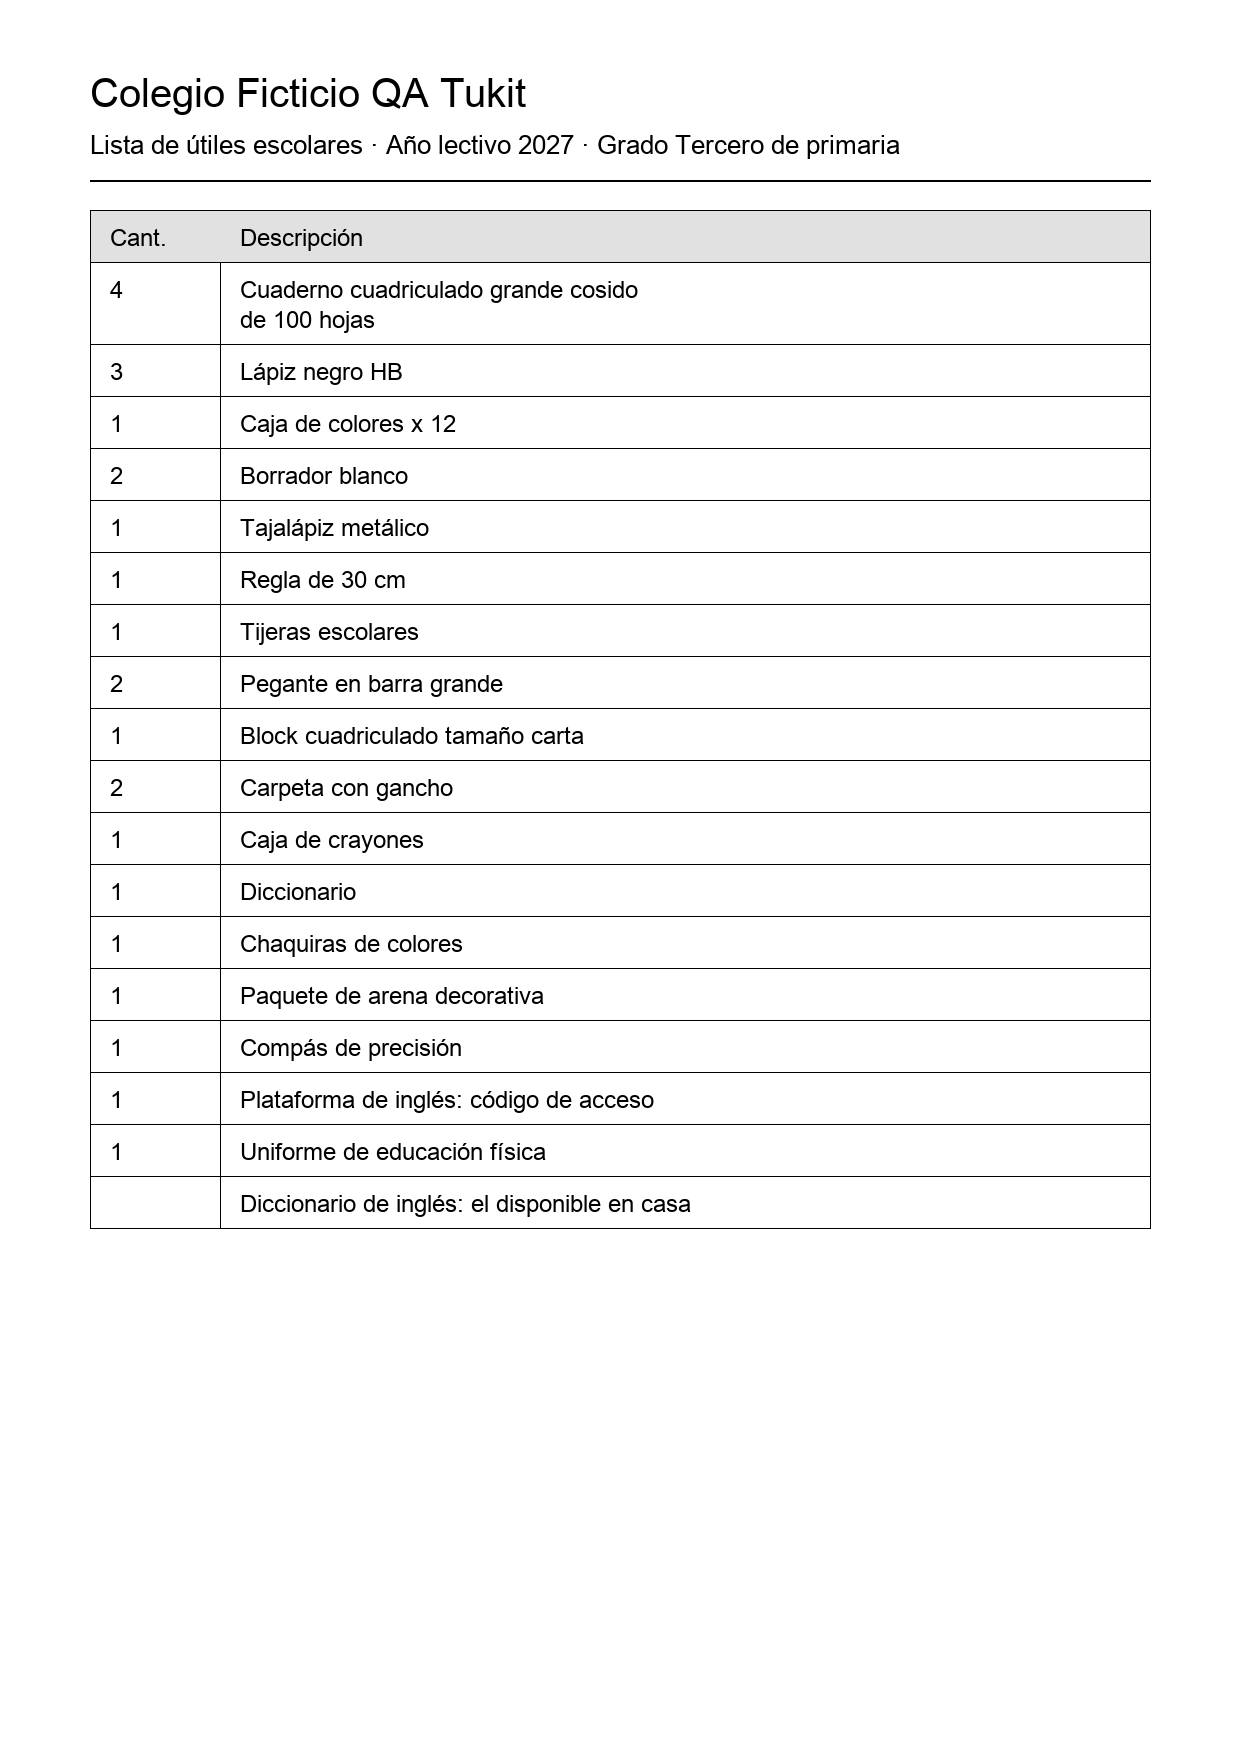 Colegio Ficticio QA Tukit
Lista de útiles escolares · Año lectivo 2027 · Grado Tercero de primaria
Cant. Descripción
4 Cuaderno cuadriculado grande cosido
de 100 hojas
3 Lápiz negro HB
1 Caja de colores x 12
2 Borrador blanco
1 Tajalápiz metálico
1 Regla de 30 cm
1 Tijeras escolares
2 Pegante en barra grande
1 Block cuadriculado tamaño carta
2 Carpeta con gancho
1 Caja de crayones
1 Diccionario
1 Chaquiras de colores
1 Paquete de arena decorativa
1 Compás de precisión
1 Plataforma de inglés: código de acceso
1 Uniforme de educación física
Diccionario de inglés: el disponible en casa